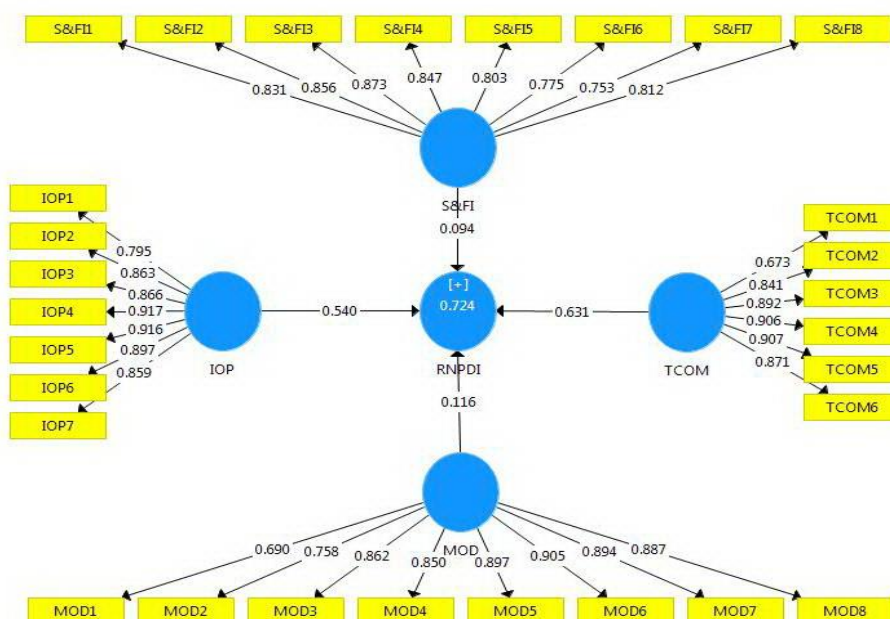 S&FI1 S&FI2 S&FI3 S&FI4 S&FI5 S&FI6 S&FI7 S&FI8
0.831 0.856 0.873 0.847 0.803 0.775 0.753 0.812
S&FI
0.094
IOP1
IOP2
IOP3
IOP4
IOP5
IOP6
IOP7
0.795
0.863
0.866
0.917
0.916
0.897
0.859
IOP
0.540
[+]
0.724
RNPDI
0.631
TCOM
0.673
0.841
0.892
0.906
0.907
0.871
TCOM1
TCOM2
TCOM3
TCOM4
TCOM5
TCOM6
0.116
MOD
0.690 0.758 0.862 0.850 0.897 0.905 0.894 0.887
MOD1 MOD2 MOD3 MOD4 MOD5 MOD6 MOD7 MOD8